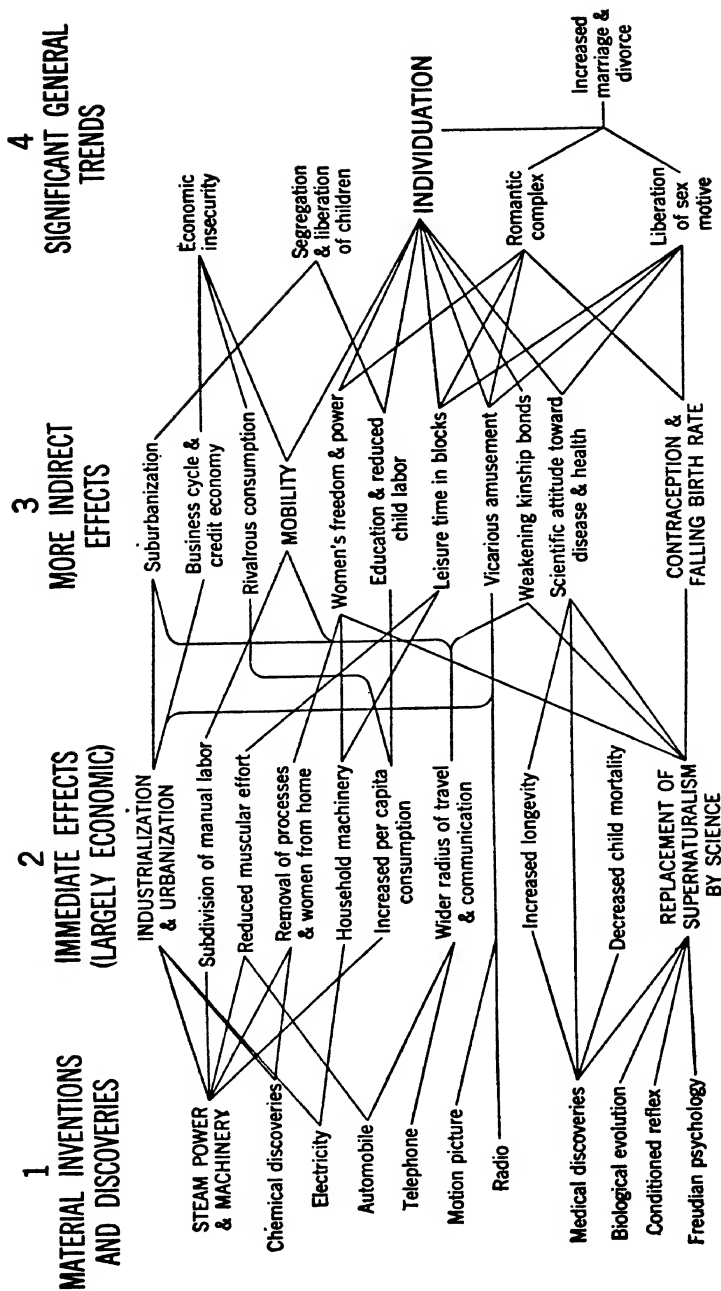 1
MATERIAL INVENTIONS
AND DISCOVERIES
STEAM POWER
& MACHINERY
Chemical discoveries
Electricity
Automobile
Telephone
Motion picture
Radio
Medical discoveries
Biological evolution
Conditioned reflex
Freudian psychology
2
IMMEDIATE EFFECTS
(LARGELY ECONOMIC)
INDUSTRIALIZATION
& URBANIZATION
Subdivision of manual labor
Reduced muscular effort
Removal of processes
& women from home
Household machinery
Increased per capita
consumption
Wider radius of travel
& communication
Increased longevity
Decreased child mortality
REPLACEMENT OF
SUPERNATURALISM
BY SCIENCE
3
MORE INDIRECT
EFFECTS
Suburbanization
Business cycle &
credit economy
Rivalrous consumption
MOBILITY
Women's freedom & power
Education & reduced
child labor
Leisure time in blocks
Vicarious amusement
Weakening kinship bonds
Scientific attitude toward
disease & health
CONTRACEPTION &
FALLING BIRTH RATE
4
SIGNIFICANT GENERAL
TRENDS
Economic
insecurity
Segregation
& liberation
of children
INDIVIDUATION
Romantic
complex
Liberation
of sex
motive
Increased
marriage &
divorce